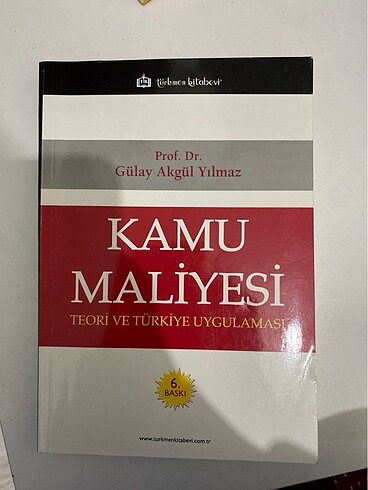 türkmen kitabevi
Prof. Dr.
Gülay Akgül Yılmaz
KAMU
MALİYESİ
TEORİ VE TÜRKİYE UYGULAMASI
6.
BASKI
www.turkmenkitabevi.com.tr